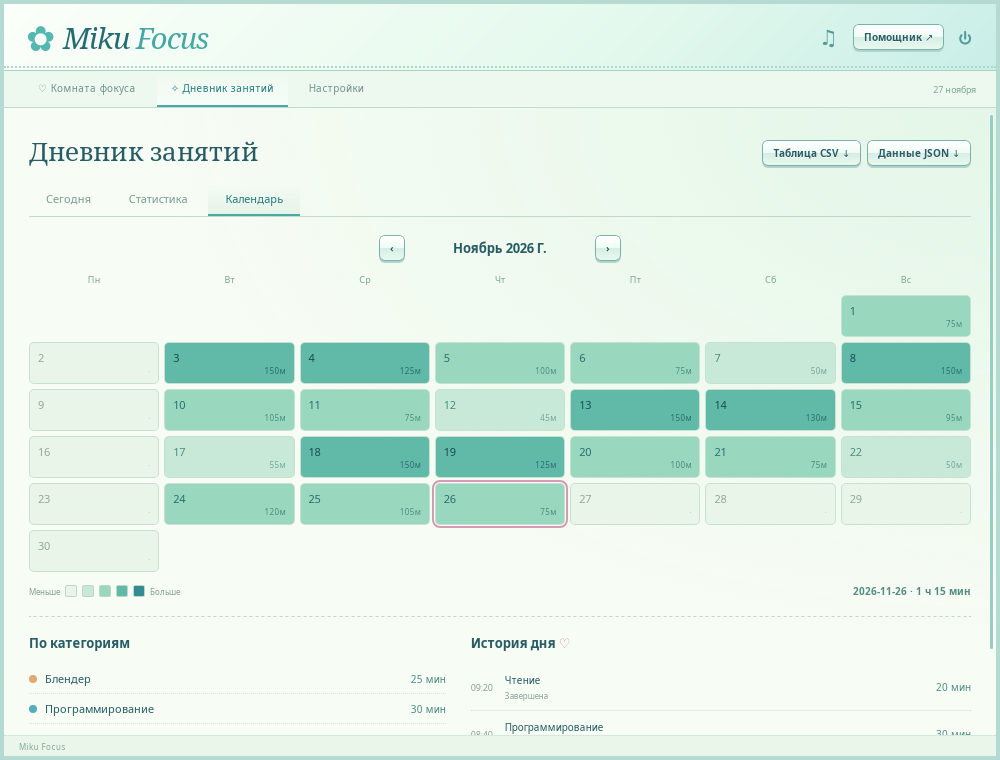 Miku Focus
♫ Помощник ↗
♡ Комната фокуса ✧ Дневник занятий Настройки 27 ноября
Дневник занятий
Таблица CSV ↓ Данные JSON ↓
Сегодня Статистика Календарь
‹ Ноябрь 2026 Г. ›
Пн Вт Ср Чт Пт Сб Вс
1 75м
2 3 150м 4 125м 5 100м 6 75м 7 50м 8 150м
9 10 105м 11 75м 12 45м 13 150м 14 130м 15 95м
16 17 55м 18 150м 19 125м 20 100м 21 75м 22 50м
23 24 120м 25 105м 26 75м 27 28 29
30
Меньше Больше 2026-11-26 · 1 ч 15 мин
По категориям
Блендер 25 мин
Программирование 30 мин
История дня ♡
09:20 Чтение 20 мин
Завершена
08:40 Программирование 30 мин
Miku Focus